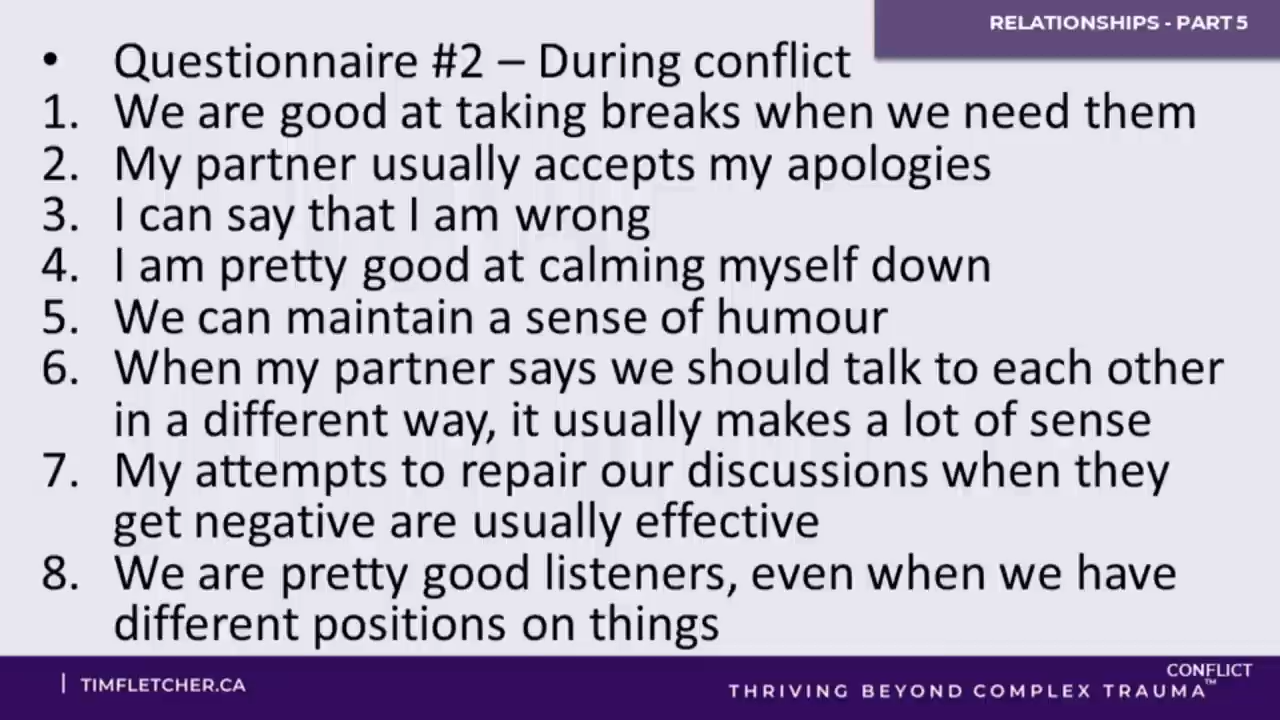 RELATIONSHIPS - PART 5
• Questionnaire #2 – During conflict
1. We are good at taking breaks when we need them
2. My partner usually accepts my apologies
3. I can say that I am wrong
4. I am pretty good at calming myself down
5. We can maintain a sense of humour
6. When my partner says we should talk to each other
in a different way, it usually makes a lot of sense
7. My attempts to repair our discussions when they
get negative are usually effective
8. We are pretty good listeners, even when we have
different positions on things
| TIMFLETCHER.CA
CONFLICT
THRIVING BEYOND COMPLEX TRAUMA™